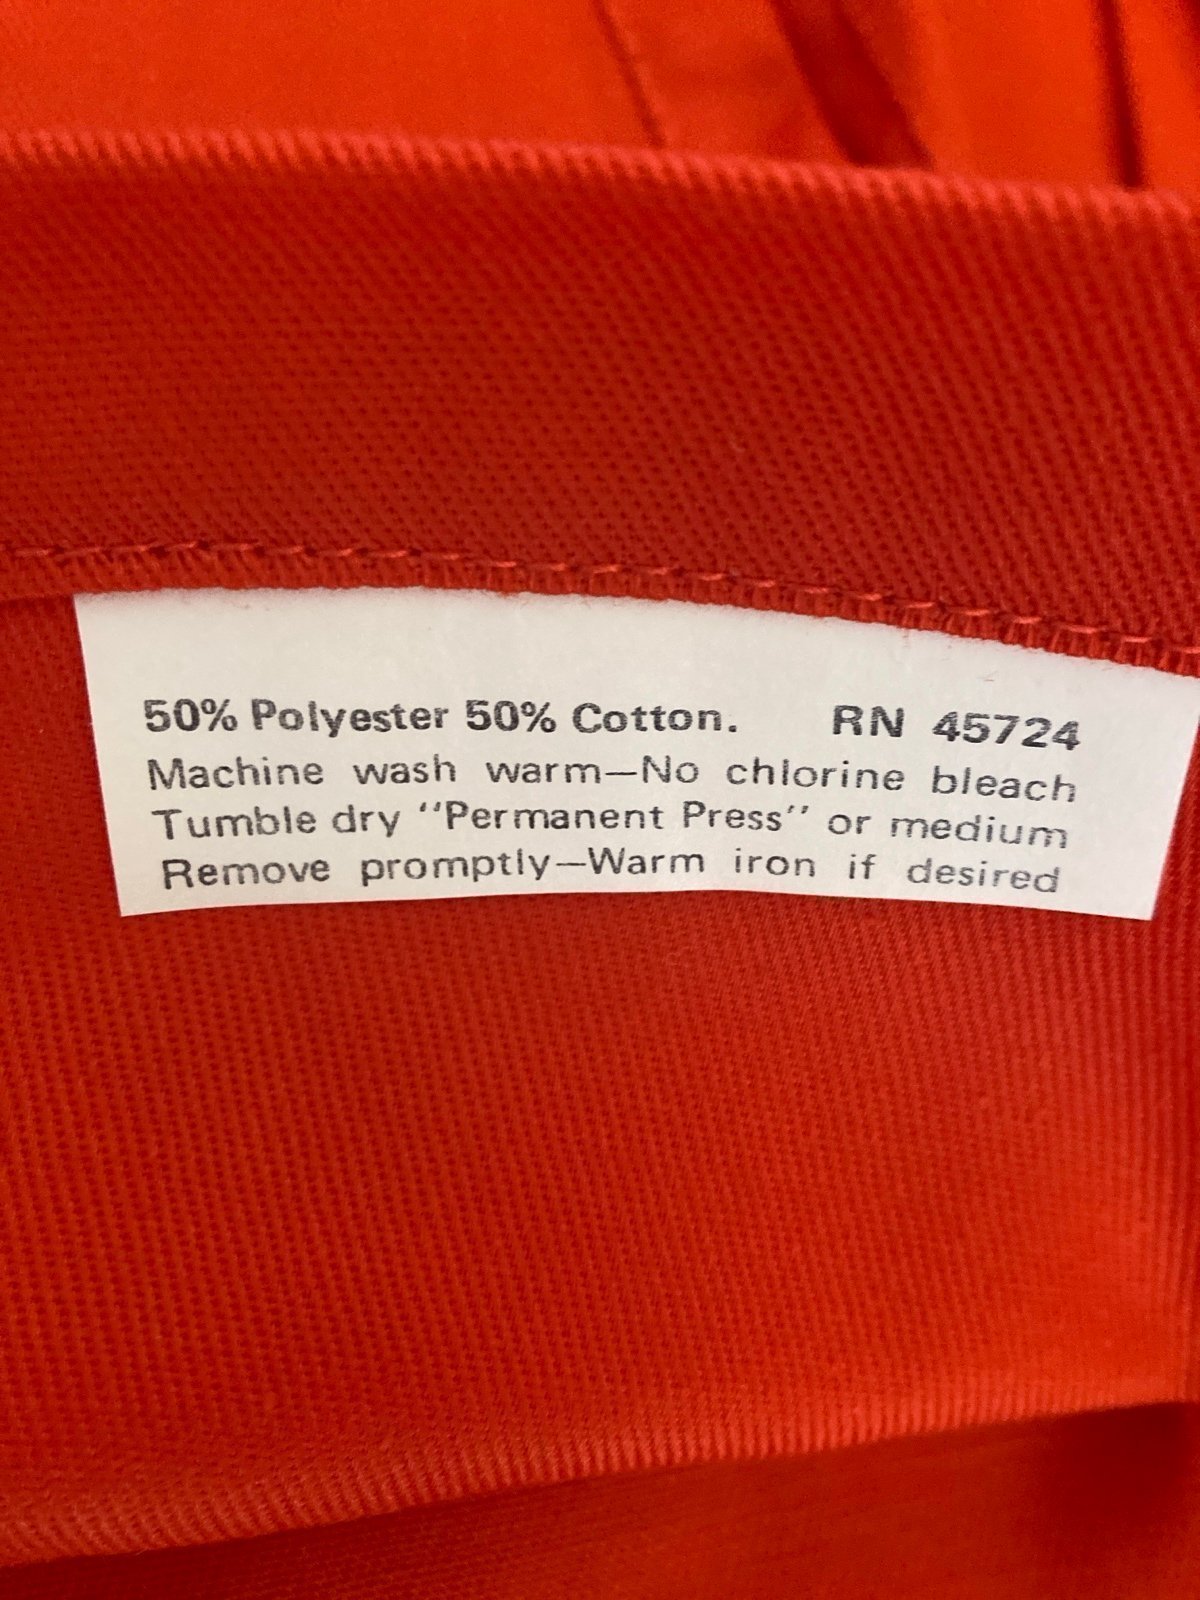 50% Polyester 50% Cotton. RN 45724
Machine wash warm—No chlorine bleach
Tumble dry "Permanent Press" or medium
Remove promptly—Warm iron if desired